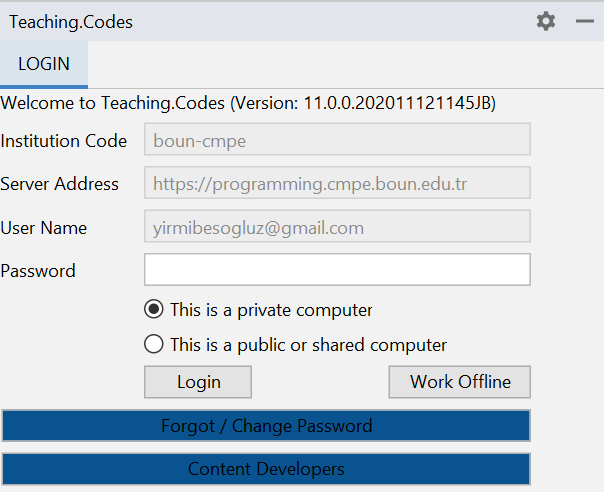 Teaching.Codes
LOGIN
Welcome to Teaching.Codes (Version: 11.0.0.202011121145JB)
Institution Code boun-cmpe
Server Address https://programming.cmpe.boun.edu.tr
User Name yirmibesogluz@gmail.com
Password
This is a private computer
This is a public or shared computer
Login Work Offline
Forgot / Change Password
Content Developers